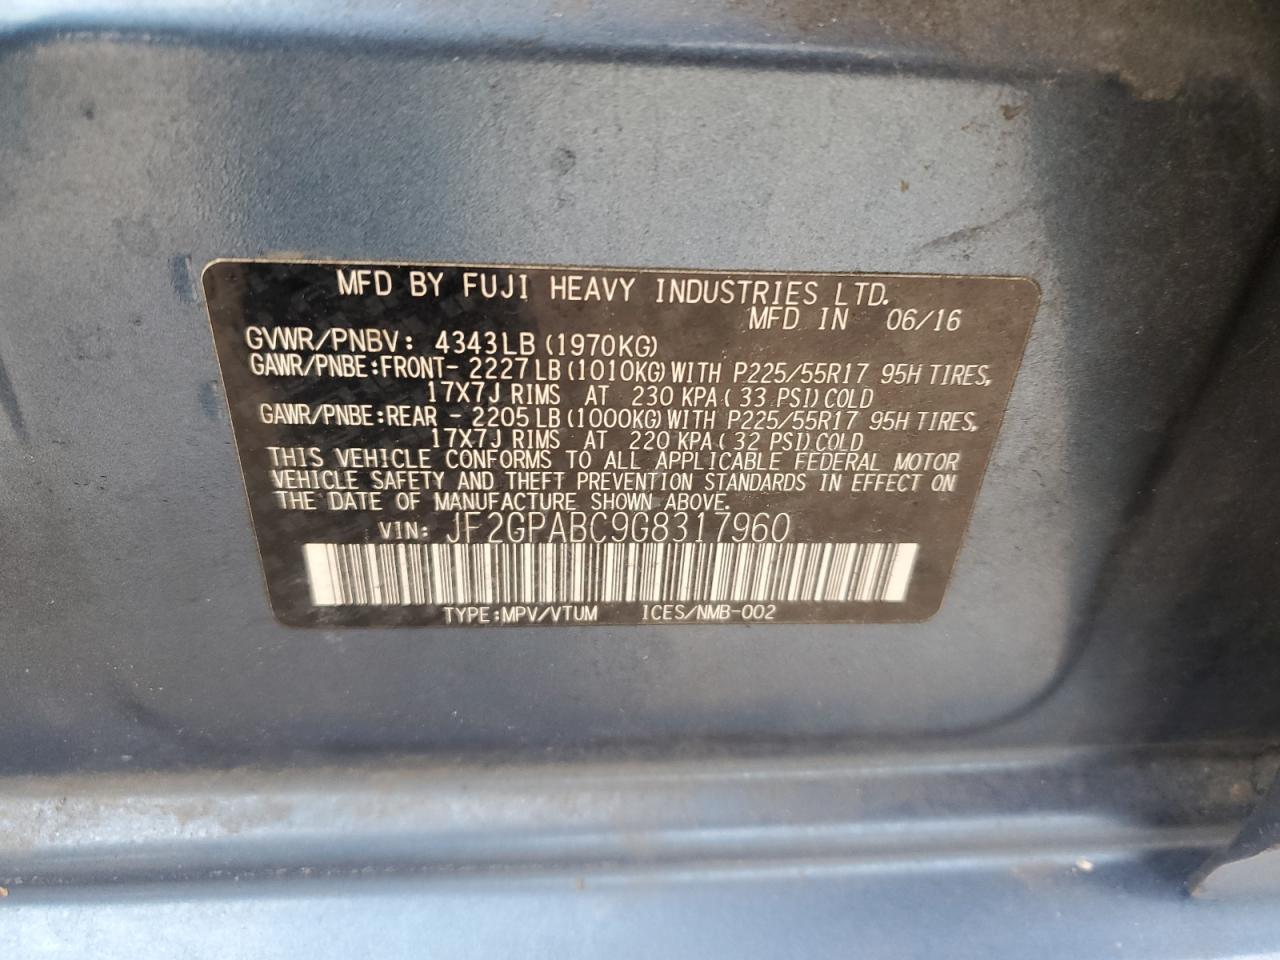 MFD BY FUJI HEAVY INDUSTRIES LTD.
MFD IN 06/16
GVWR/PNBV: 4343LB (1970KG)
GAWR/PNBE:FRONT- 2227LB (1010KG) WITH P225/55R17 95H TIRES,
17X7J RIMS AT 230 KPA( 33 PSI) COLD
GAWR/PNBE:REAR - 2205LB (1000KG) WITH P225/55R17 95H TIRES,
17X7J RIMS AT 220 KPA( 32 PSI) COLD
THIS VEHICLE CONFORMS TO ALL APPLICABLE FEDERAL MOTOR
VEHICLE SAFETY AND THEFT PREVENTION STANDARDS IN EFFECT ON
THE DATE OF MANUFACTURE SHOWN ABOVE.
VIN: JF2GPABC9G8317960
TYPE:MPV/VTUM ICES/NMB-002